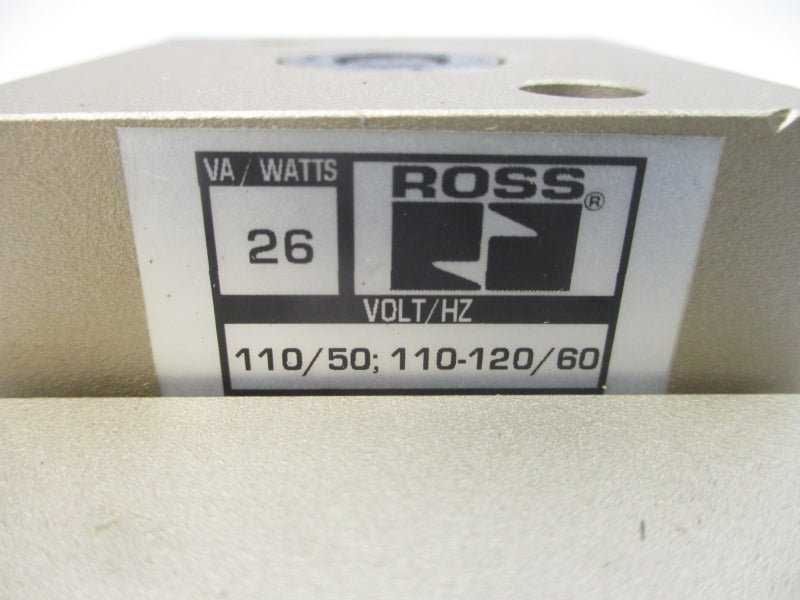 VA/WATTS
26
ROSS®
VOLT/HZ
110/50; 110-120/60